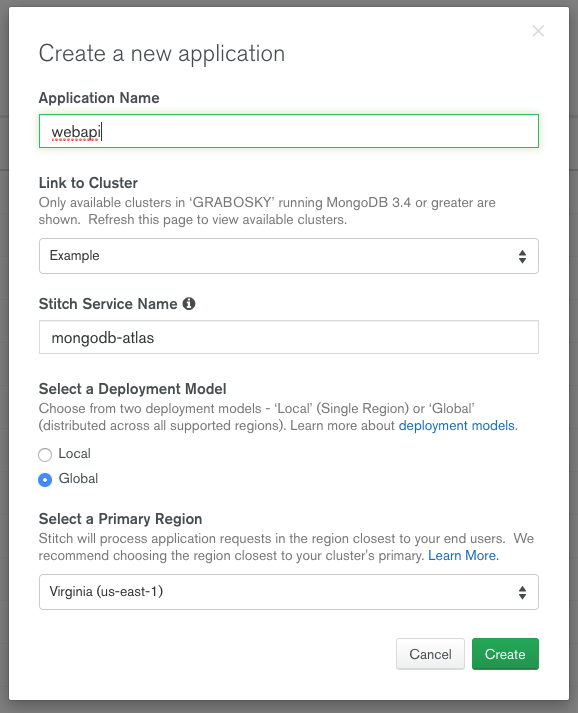 Create a new application
Application Name
webapi
Link to Cluster
Only available clusters in ‘GRABOSKY’ running MongoDB 3.4 or greater are
shown. Refresh this page to view available clusters.
Example
Stitch Service Name
mongodb-atlas
Select a Deployment Model
Choose from two deployment models - ‘Local’ (Single Region) or ‘Global’
(distributed across all supported regions). Learn more about deployment models.
Local
Global
Select a Primary Region
Stitch will process application requests in the region closest to your end users. We
recommend choosing the region closest to your cluster’s primary. Learn More.
Virginia (us-east-1)
Cancel Create